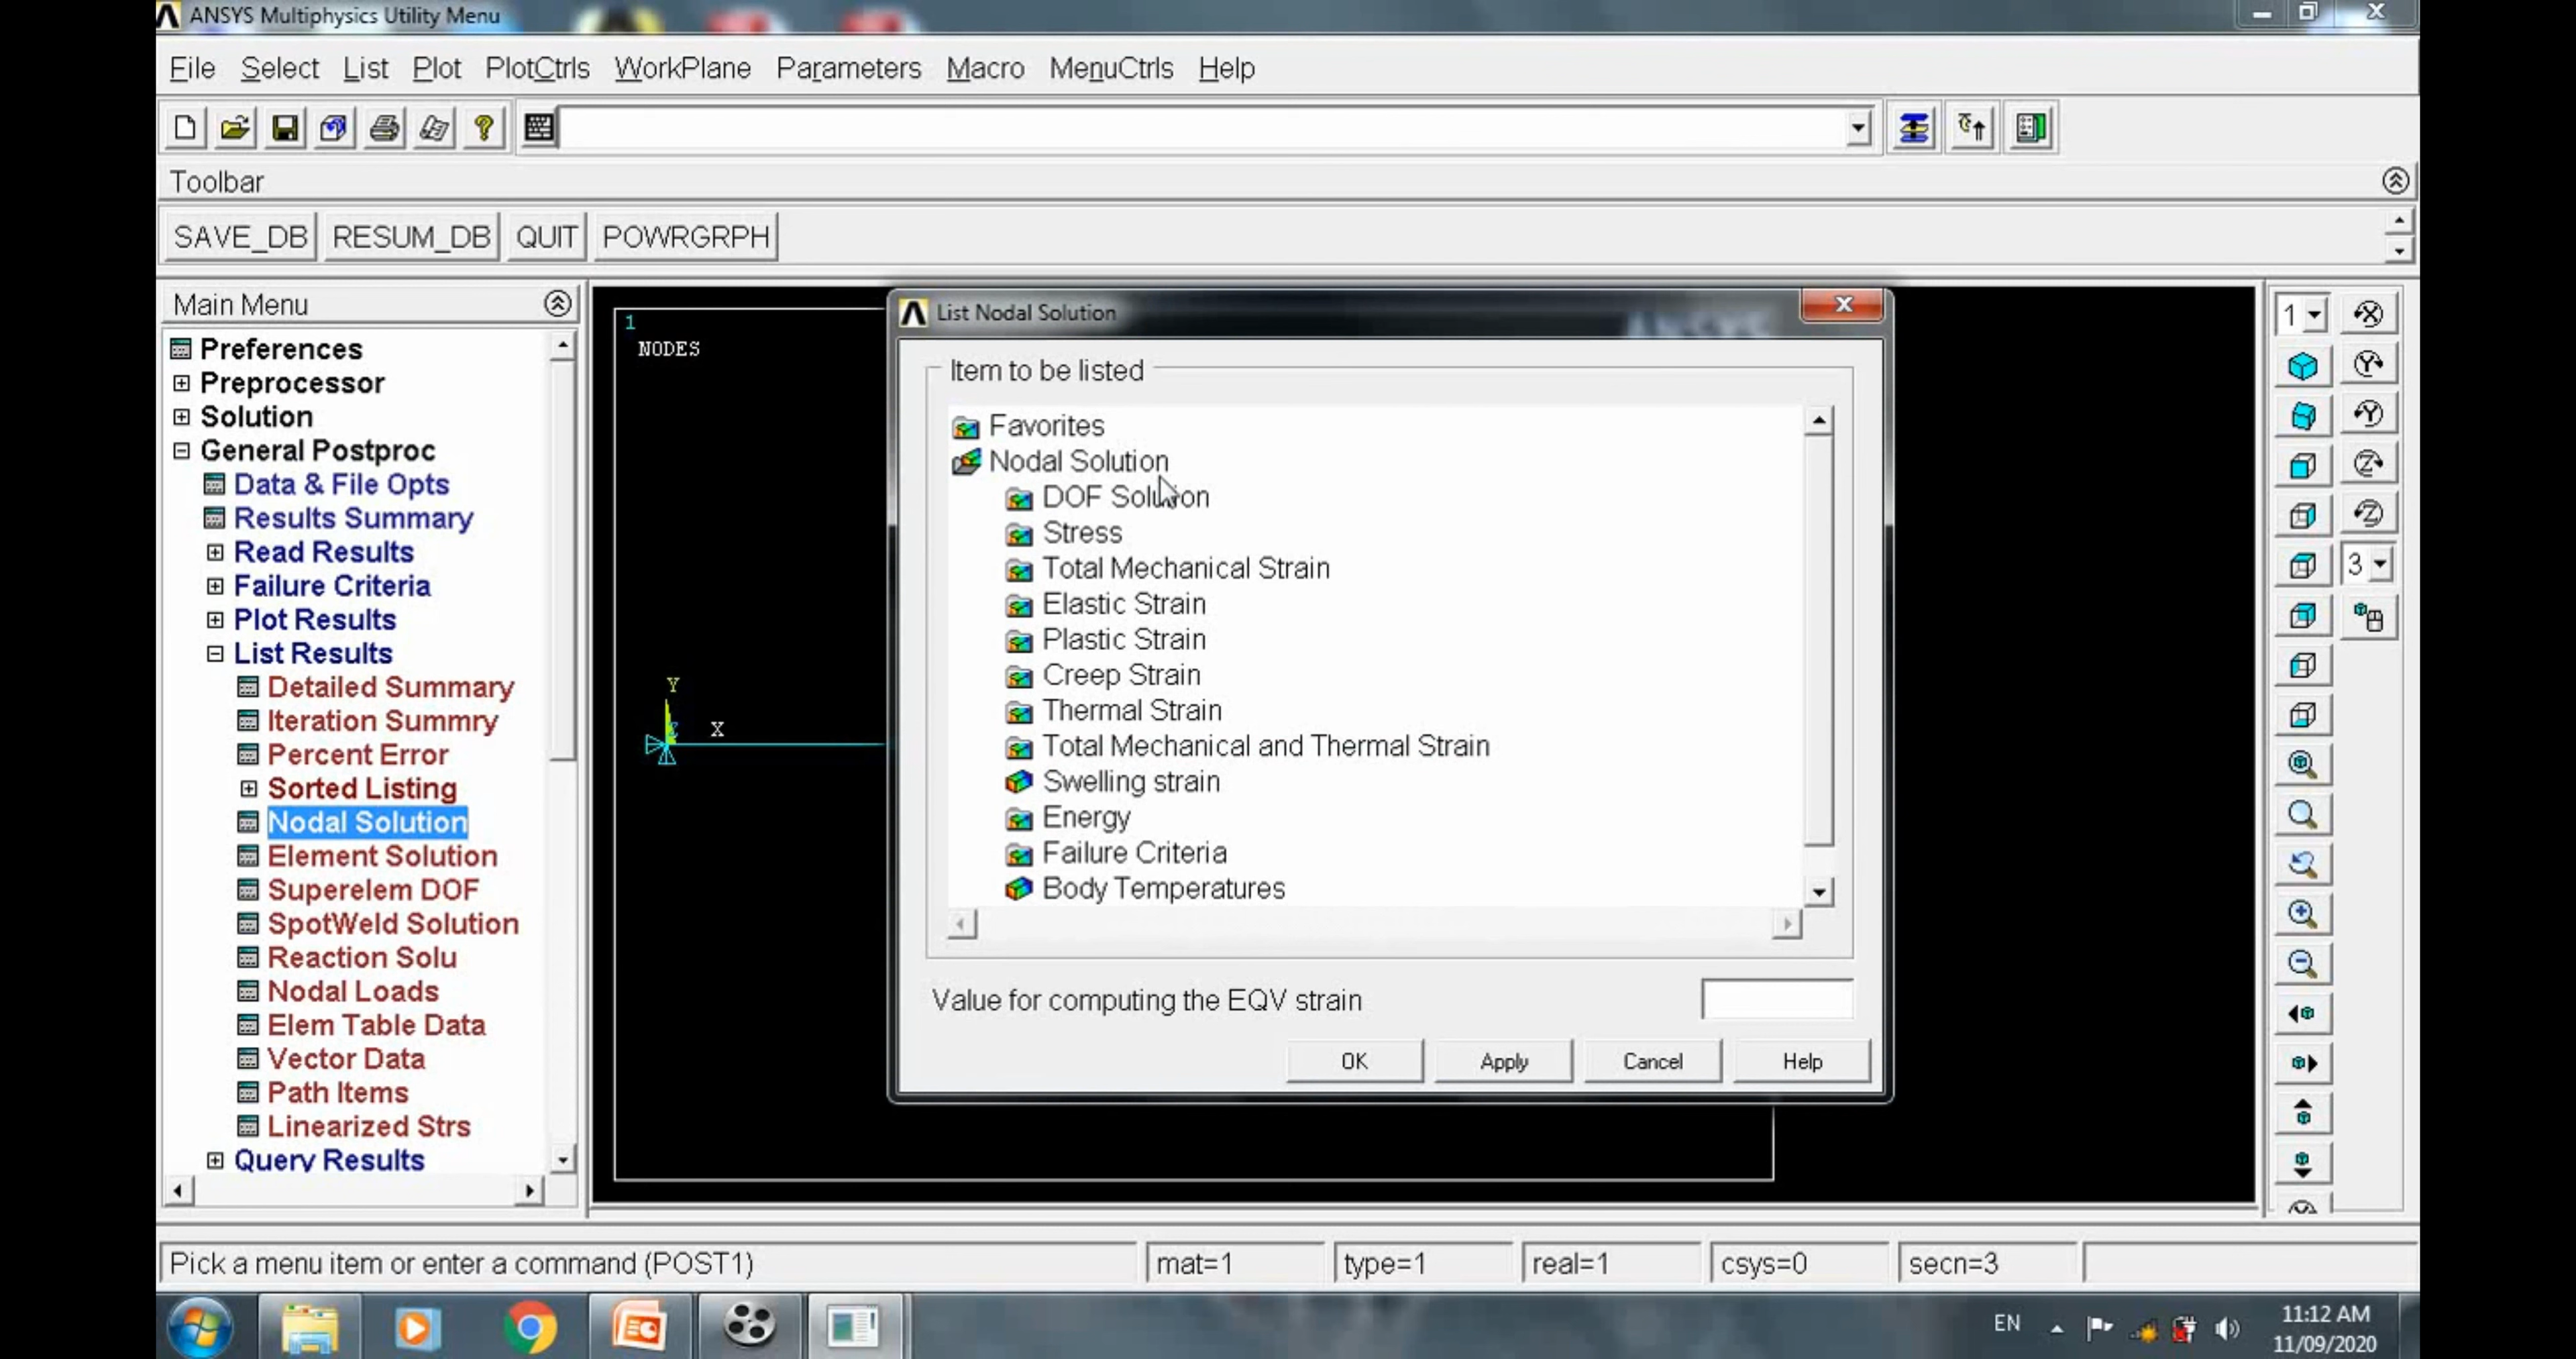 ANSYS Multiphysics Utility Menu
File Select List Plot PlotCtrls WorkPlane Parameters Macro MenuCtrls Help
Toolbar
SAVE_DB RESUM_DB QUIT POWRGRPH
Main Menu
Preferences
Preprocessor
Solution
General Postproc
Data & File Opts
Results Summary
Read Results
Failure Criteria
Plot Results
List Results
Detailed Summary
Iteration Summry
Percent Error
Sorted Listing
Nodal Solution
Element Solution
Superelem DOF
SpotWeld Solution
Reaction Solu
Nodal Loads
Elem Table Data
Vector Data
Path Items
Linearized Strs
Query Results
1
NODES
Y
Z
X
List Nodal Solution
ANSYS
Item to be listed
Favorites
Nodal Solution
DOF Solution
Stress
Total Mechanical Strain
Elastic Strain
Plastic Strain
Creep Strain
Thermal Strain
Total Mechanical and Thermal Strain
Swelling strain
Energy
Failure Criteria
Body Temperatures
Value for computing the EQV strain
OK Apply Cancel Help
1
3
Pick a menu item or enter a command (POST1)
mat=1 type=1 real=1 csys=0 secn=3
EN
11:12 AM
11/09/2020